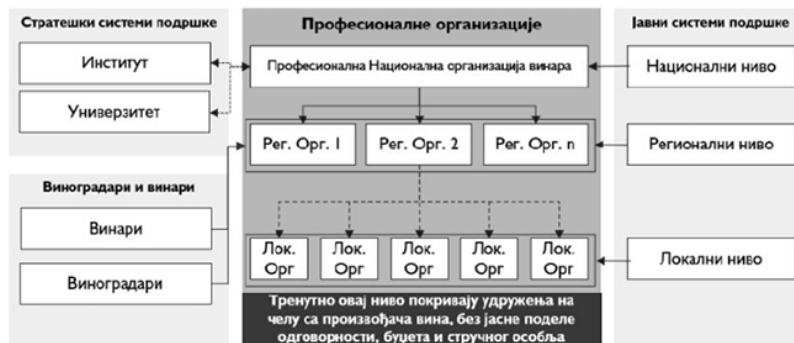 Стратешки системи подршке
Институт
Универзитет
Виноградари и винари
Винари
Виноградари
Професионалне организације
Професионална Национална организација винара
Рег. Орг. 1
Рег. Орг. 2
Рег. Орг. n
Лок.
Орг
Лок.
Орг
Лок.
Орг
Лок.
Орг
Лок.
Орг
Тренутно овај ниво покривају удружења на
челу са произвођача вина, без јасне поделе
одговорности, буџета и стручног особља
Јавни системи подршке
Национални ниво
Регионални ниво
Локални ниво